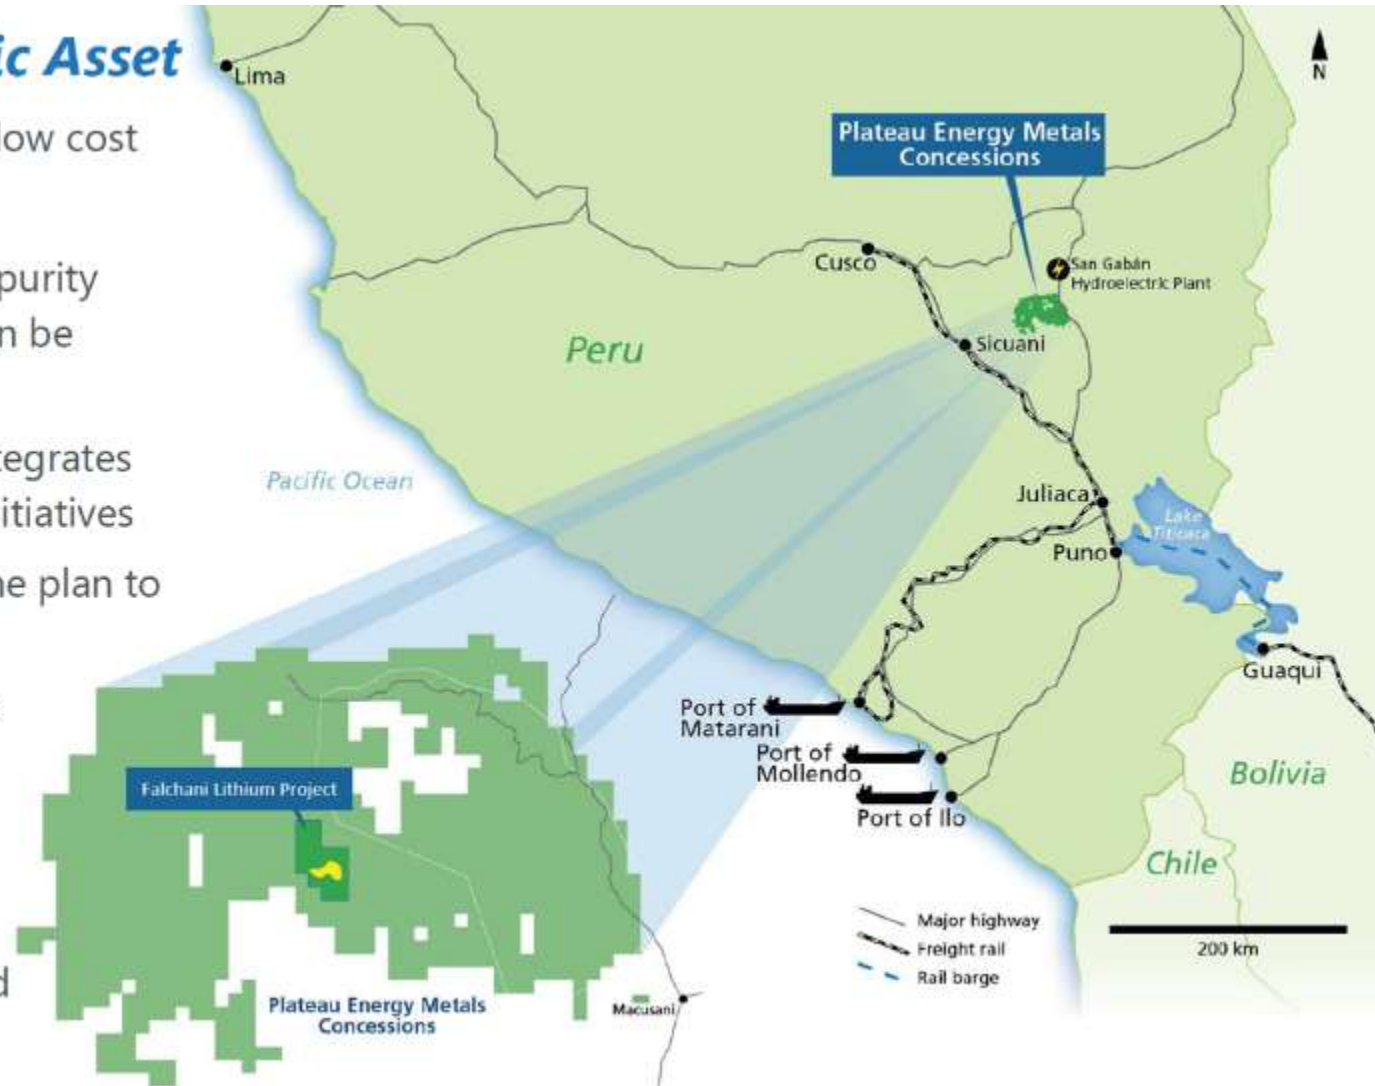 ic Asset
low cost
purity
n be
tegrates
itiatives
ne plan to
d
Lima
N
Plateau Energy Metals
Concessions
Cusco
San Gabán
Hydroelectric Plant
Sicuani
Peru
Pacific Ocean
Juliaca
Puno
Lake
Titicaca
Guaqui
Port of
Matarani
Port of
Mollendo
Port of Ilo
Bolivia
Chile
Major highway
Freight rail
Rail barge
200 km
Falchani Lithium Project
Plateau Energy Metals
Concessions
Macusani